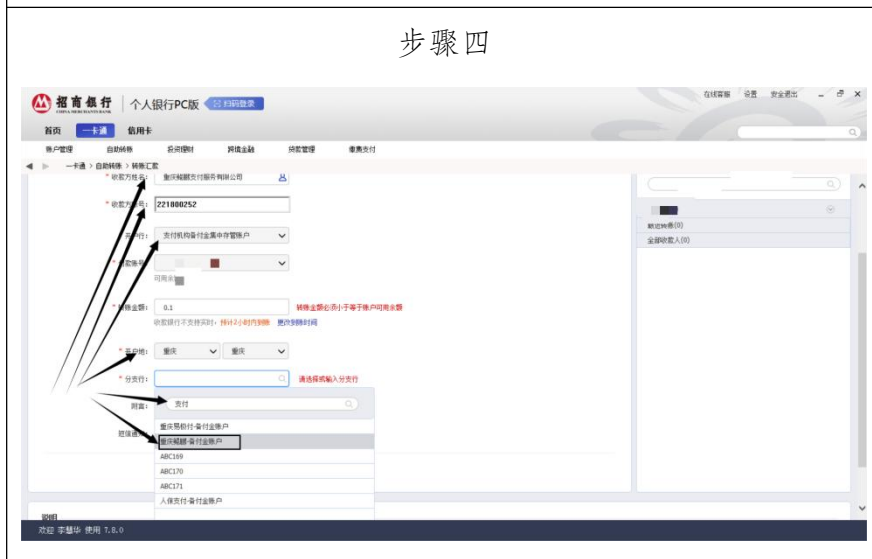 步骤四
招商银行 个人银行PC版 扫码登录
在线客服 设置 安全退出
首页 一卡通 信用卡
账户管理 自助转账 投资理财 跨境金融 贷款管理 缴费支付
一卡通 > 自助转账 > 转账汇款
* 收款方姓名: 重庆鲲鹏支付服务有限公司
* 收款方账号: 221800252
开户行: 支付机构备付金集中存管账户
账号:
可用余
* 转账金额: 0.1 转账金额必须小于等于账户可用余额
收款银行不支持实时,预计2小时内到账 更改到账时间
* 开户地: 重庆 重庆
* 分支行: 请选择或输入分支行
附言: 支付
短信通知:
重庆易极付-备付金账户
重庆鲲鹏-备付金账户
ABC169
ABC170
ABC171
人保支付-备付金账户
最近转账(0)
全部收款人(0)
说明
欢迎 李慧华 使用 7.8.0